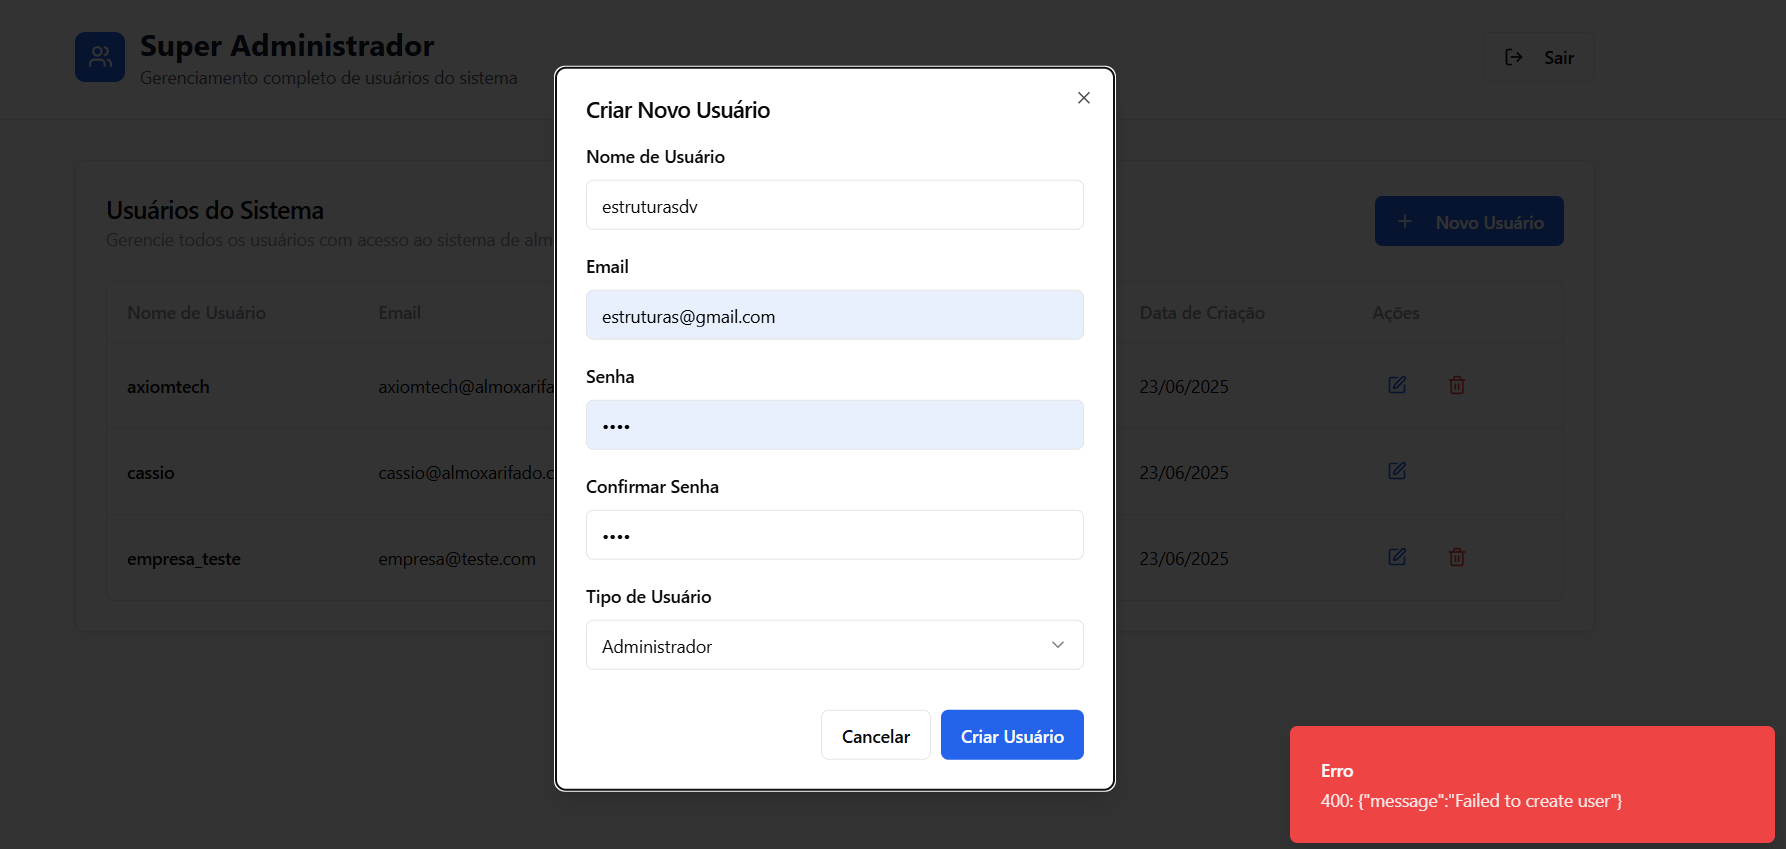 Super Administrador
Gerenciamento completo de usuários do sistema
Sair
Criar Novo Usuário
Nome de Usuário
estruturasdv
Email
estruturas@gmail.com
Senha
••••
Confirmar Senha
••••
Tipo de Usuário
Administrador
Cancelar
Criar Usuário
Usuários do Sistema
Gerencie todos os usuários com acesso ao sistema de alm
Novo Usuário
Nome de Usuário Email Data de Criação Ações
axiomtech axiomtech@almoxarifa 23/06/2025
cassio cassio@almoxarifado.c 23/06/2025
empresa_teste empresa@teste.com 23/06/2025
Erro
400: {"message":"Failed to create user"}